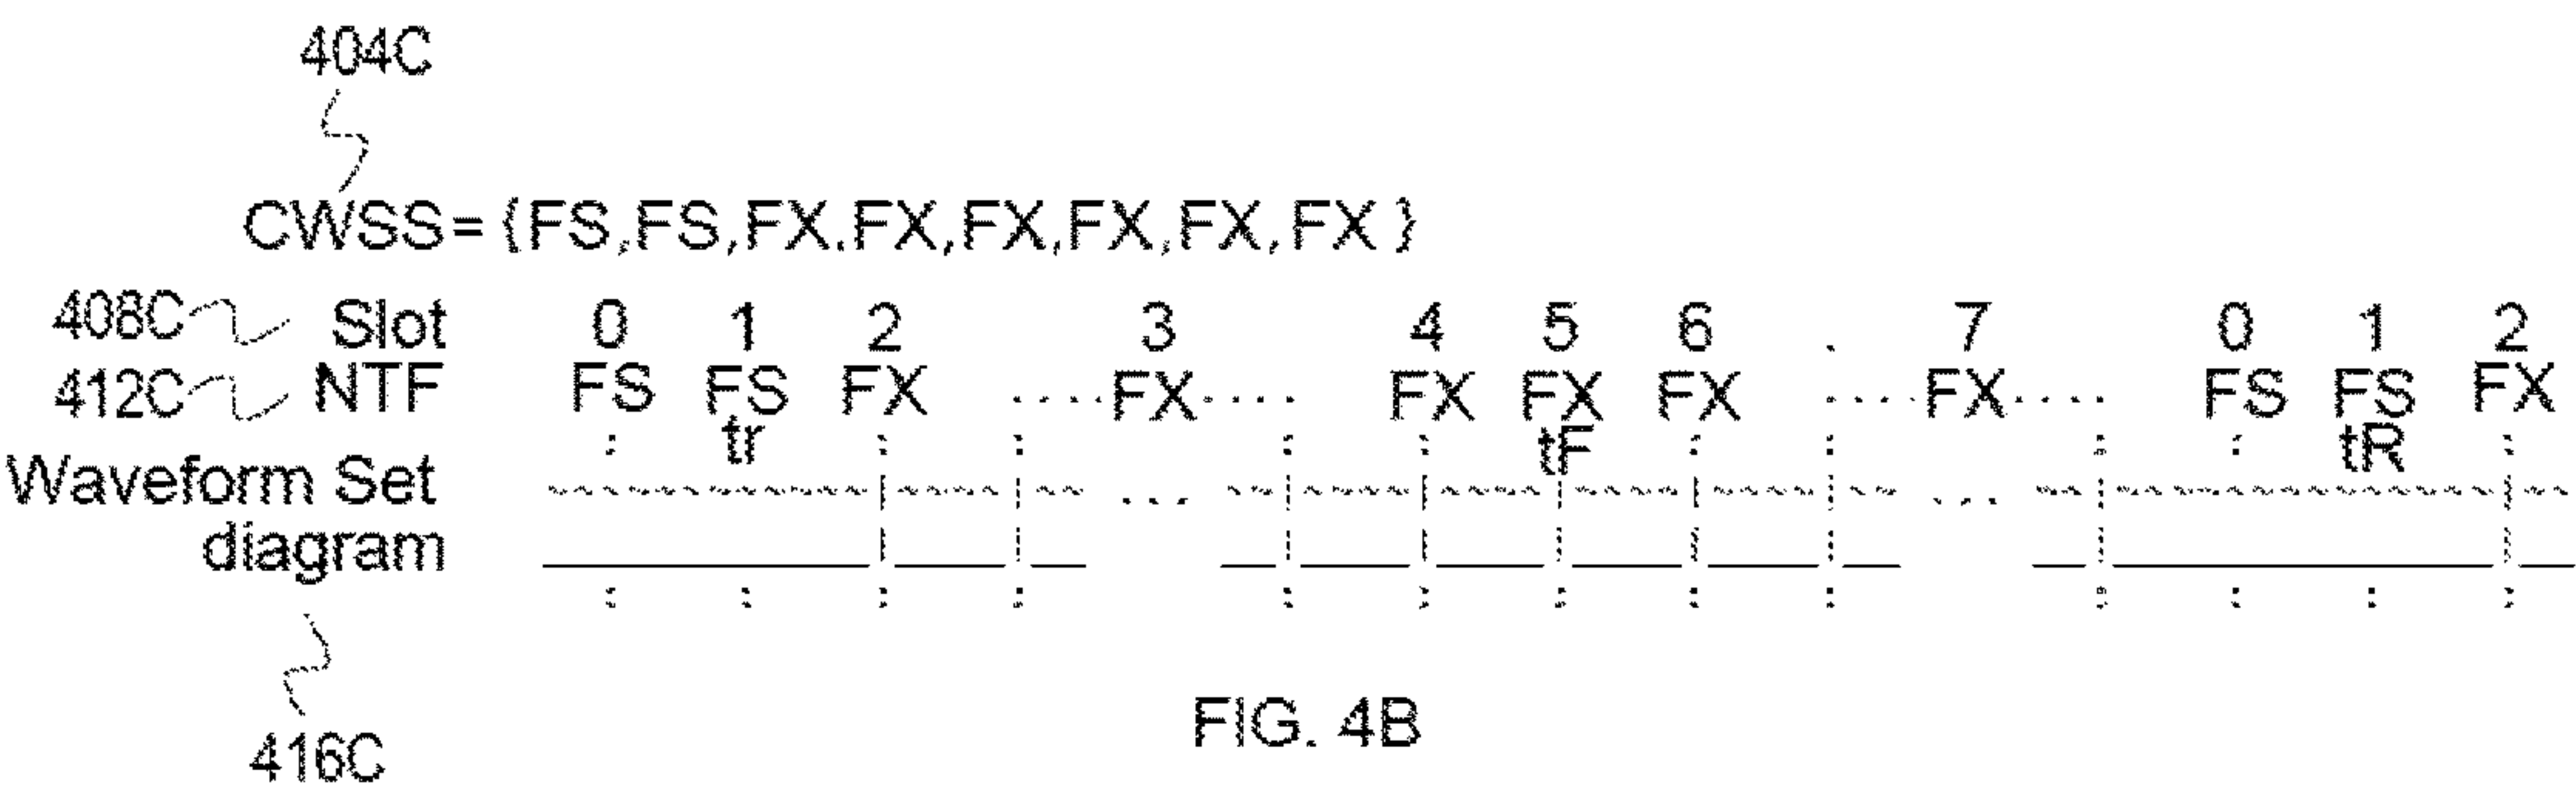 404C
CWSS={FS,FS,FX.FX,FX,FX,FX,FX }
408C Slot 0 1 2 3 4 5 6 . 7 0 1 2
412C NTF FS FS FX ....FX.... FX FX FX ....FX.... FS FS FX
tr tF tR
Waveform Set ... ...
diagram
416C
FIG. 4B